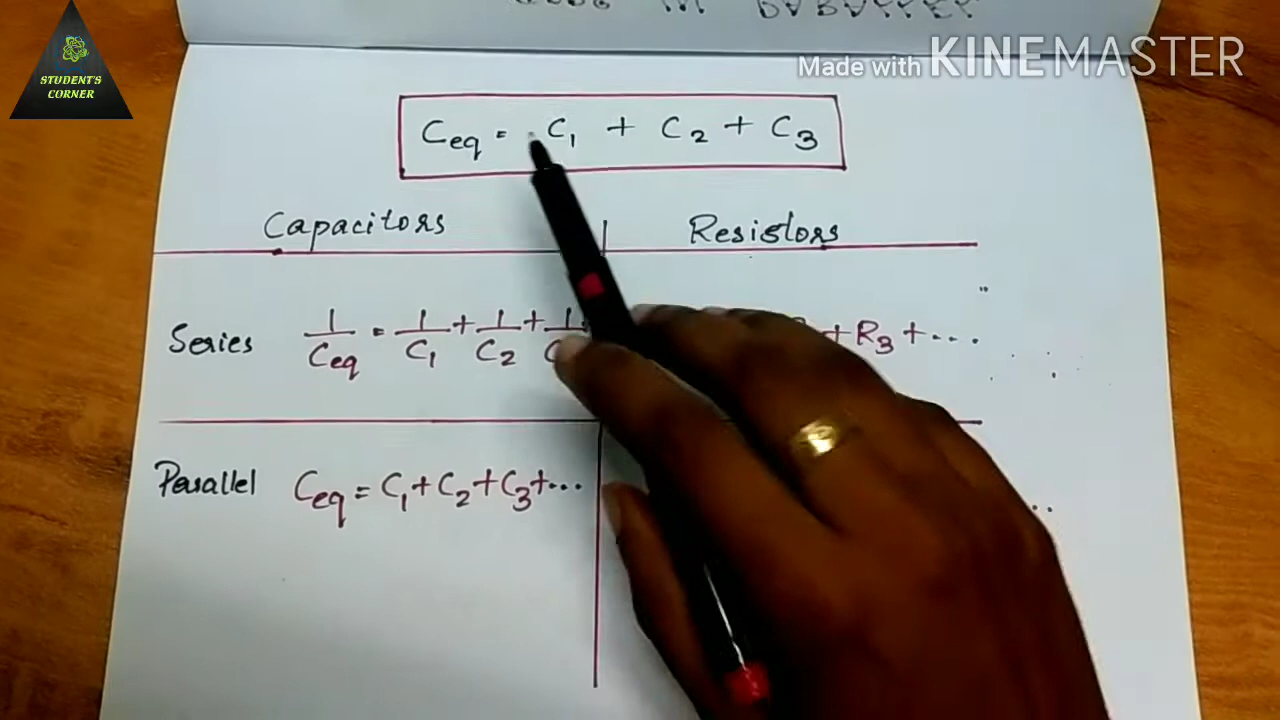 Made with KINEMASTER
STUDENT'S
CORNER
Ceq = C1 + C2 + C3
Capacitors Resistors
Series 1/Ceq = 1/C1 + 1/C2 + 1/ + R3 + ...
Parallel Ceq = C1 + C2 + C3 + ...